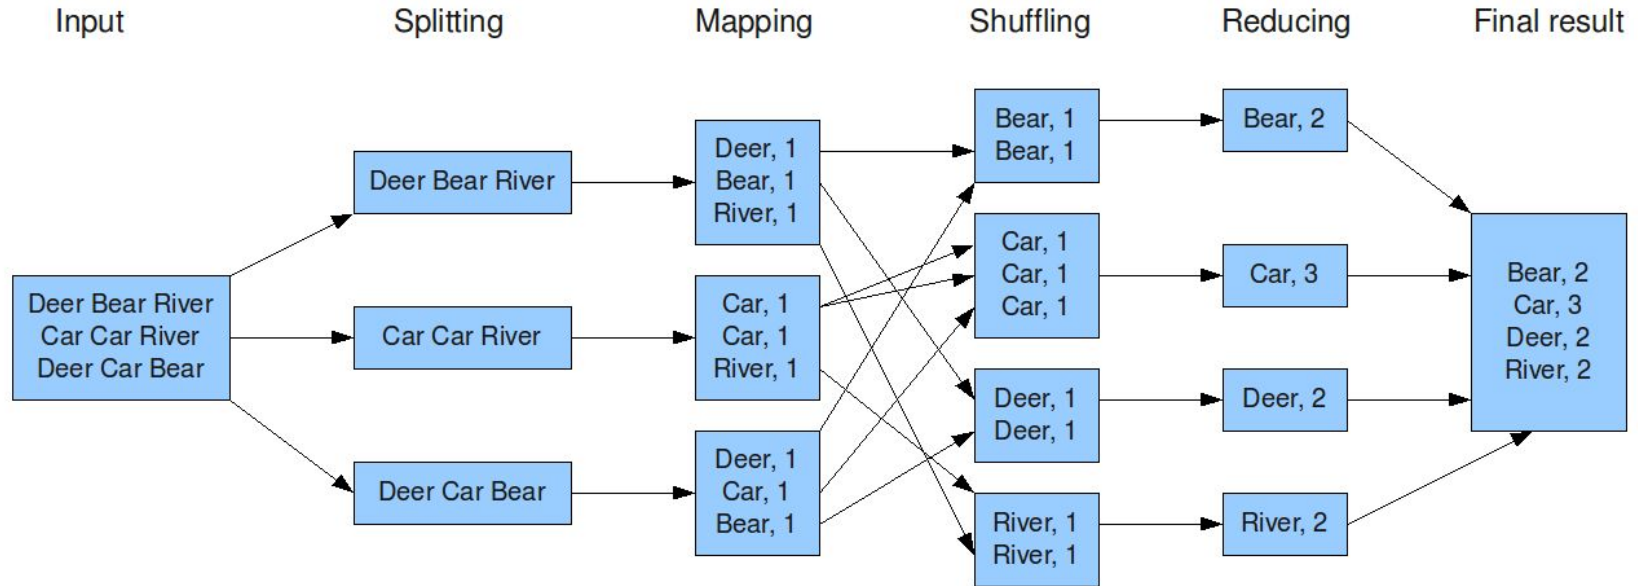 Input
Splitting
Mapping
Shuffling
Reducing
Final result
Deer Bear River
Car Car River
Deer Car Bear
Deer Bear River
Car Car River
Deer Car Bear
Deer, 1
Bear, 1
River, 1
Car, 1
Car, 1
River, 1
Deer, 1
Car, 1
Bear, 1
Bear, 1
Bear, 1
Car, 1
Car, 1
Car, 1
Deer, 1
Deer, 1
River, 1
River, 1
Bear, 2
Car, 3
Deer, 2
River, 2
Bear, 2
Car, 3
Deer, 2
River, 2